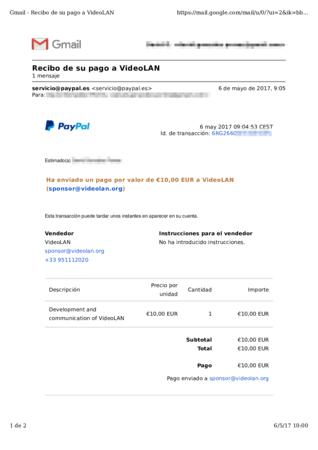 Gmail - Recibo de su pago a VideoLAN https://mail.google.com/mail/u/0/?ui=2&ik=bb...
Gmail
Recibo de su pago a VideoLAN
1 mensaje
servicio@paypal.es <servicio@paypal.es> 6 de mayo de 2017, 9:05
Para:
PayPal 6 may 2017 09:04:53 CEST
Id. de transacción:
Estimado(a)
Ha enviado un pago por valor de €10,00 EUR a VideoLAN
(sponsor@videolan.org)
Esta transacción puede tardar unos instantes en aparecer en su cuenta.
Vendedor Instrucciones para el vendedor
VideoLAN No ha introducido instrucciones.
sponsor@videolan.org
+33 951112020
Descripción Precio por unidad Cantidad Importe
Development and
communication of VideoLAN €10,00 EUR 1 €10,00 EUR
Subtotal €10,00 EUR
Total €10,00 EUR
Pago €10,00 EUR
Pago enviado a sponsor@videolan.org
1 de 2 6/5/17 10:00